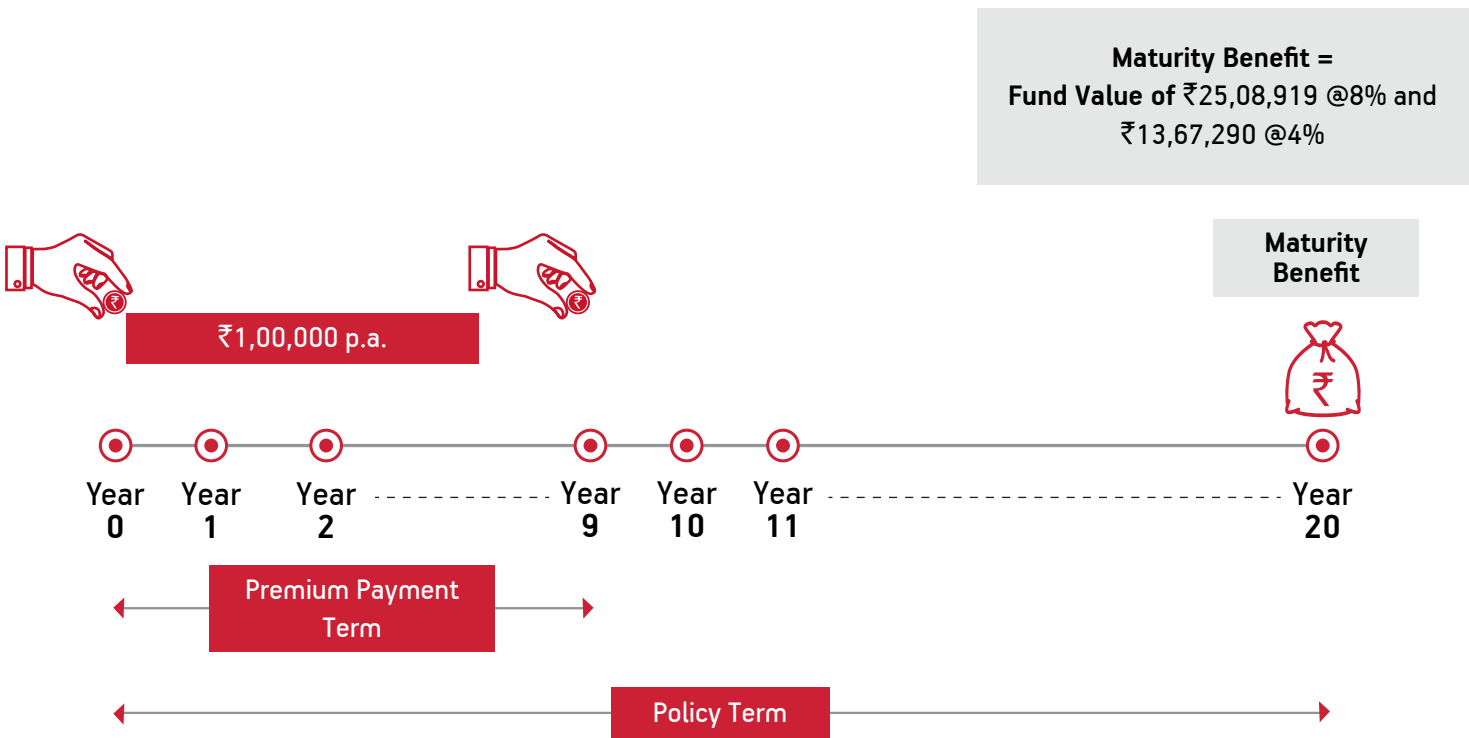 Maturity Benefit =
Fund Value of ₹25,08,919 @8% and
₹13,67,290 @4%
Maturity
Benefit
₹
₹
₹1,00,000 p.a.
₹
Year
0
Year
1
Year
2
Year
9
Year
10
Year
11
Year
20
Premium Payment
Term
Policy Term